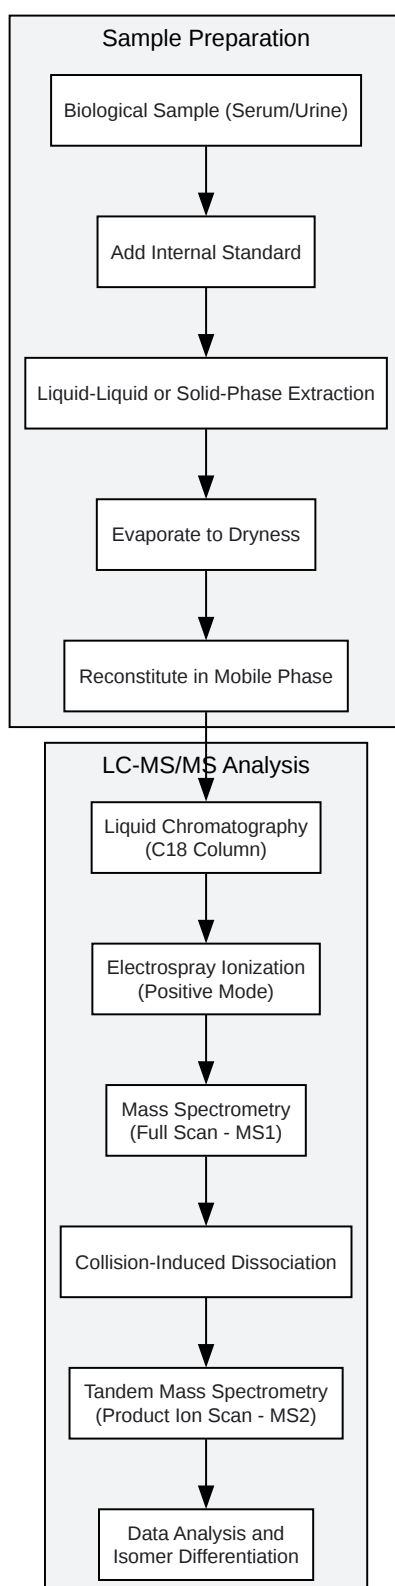 Sample Preparation
Biological Sample (Serum/Urine)
Add Internal Standard
Liquid-Liquid or Solid-Phase Extraction
Evaporate to Dryness
Reconstitute in Mobile Phase
LC-MS/MS Analysis
Liquid Chromatography
(C18 Column)
Electrospray Ionization
(Positive Mode)
Mass Spectrometry
(Full Scan - MS1)
Collision-Induced Dissociation
Tandem Mass Spectrometry
(Product Ion Scan - MS2)
Data Analysis and
Isomer Differentiation